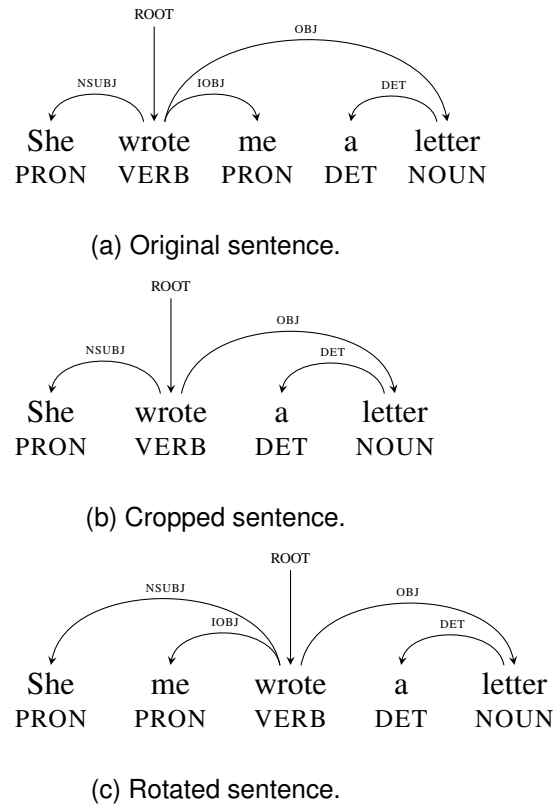 ROOT
OBJ
NSUBJ IOBJ DET
She wrote me a letter
PRON VERB PRON DET NOUN
(a) Original sentence.
ROOT
OBJ
NSUBJ DET
She wrote a letter
PRON VERB DET NOUN
(b) Cropped sentence.
ROOT
NSUBJ OBJ
IOBJ DET
She me wrote a letter
PRON PRON VERB DET NOUN
(c) Rotated sentence.